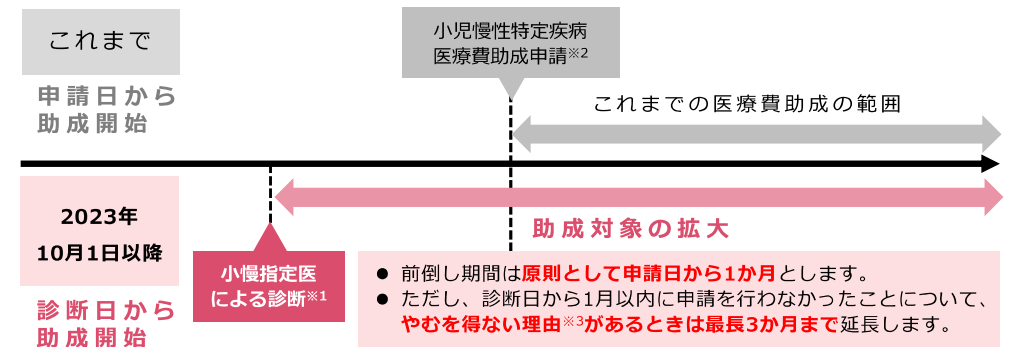 これまで
申請日から
助成開始
小児慢性特定疾病
医療費助成申請※2
これまでの医療費助成の範囲
2023年
10月1日以降
診断日から
助成開始
小慢指定医
による診断※1
助成対象の拡大
● 前倒し期間は原則として申請日から1か月とします。
● ただし、診断日から1月以内に申請を行わなかったことについて、
やむを得ない理由※3があるときは最長3か月まで延長します。